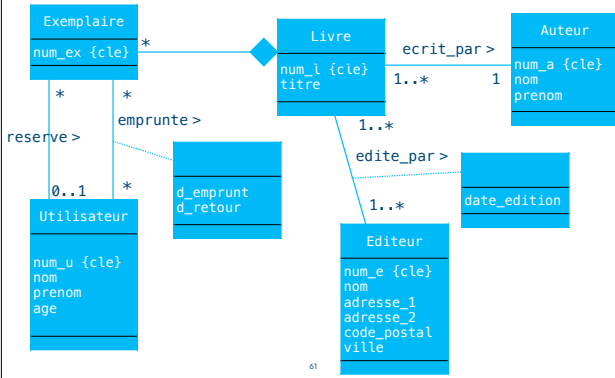 Exemplaire
num_ex {cle}
*
Livre
num_l {cle}
titre
ecrit_par >
1..*
1
Auteur
num_a {cle}
nom
prenom
*
*
emprunte >
reserve >
0..1
*
d_emprunt
d_retour
1..*
edite_par >
1..*
date_edition
Utilisateur
num_u {cle}
nom
prenom
age
Editeur
num_e {cle}
nom
adresse_1
adresse_2
code_postal
ville
61